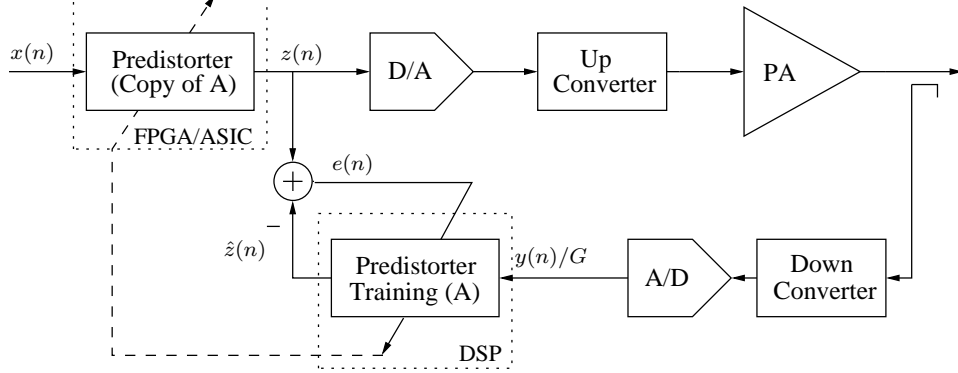 x(n)
Predistorter
(Copy of A)
z(n)
D/A
Up
Converter
PA
FPGA/ASIC
+
e(n)
−
ẑ(n)
Predistorter
Training (A)
y(n)/G
A/D
Down
Converter
DSP